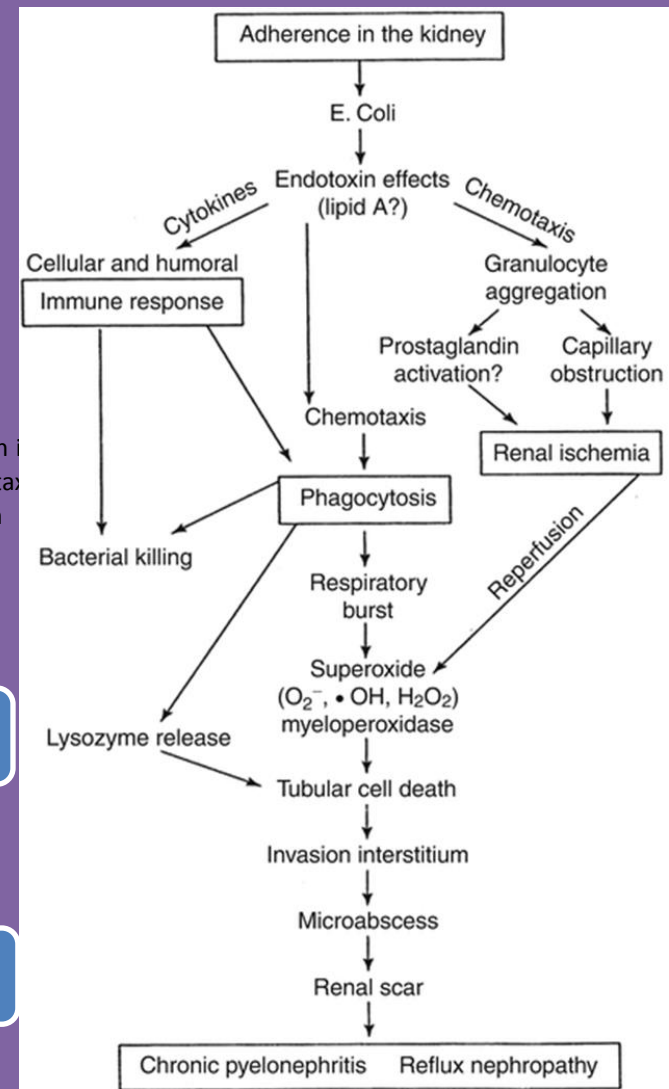 Adherence in the kidney
E. Coli
Endotoxin effects
(lipid A?)
Cytokines
Chemotaxis
Cellular and humoral
Immune response
Granulocyte
aggregation
Prostaglandin
activation?
Capillary
obstruction
Chemotaxis
Renal ischemia
Phagocytosis
Bacterial killing
Reperfusion
Respiratory
burst
Superoxide
(O₂⁻, • OH, H₂O₂)
myeloperoxidase
Lysozyme release
Tubular cell death
Invasion interstitium
Microabscess
Renal scar
Chronic pyelonephritis Reflux nephropathy